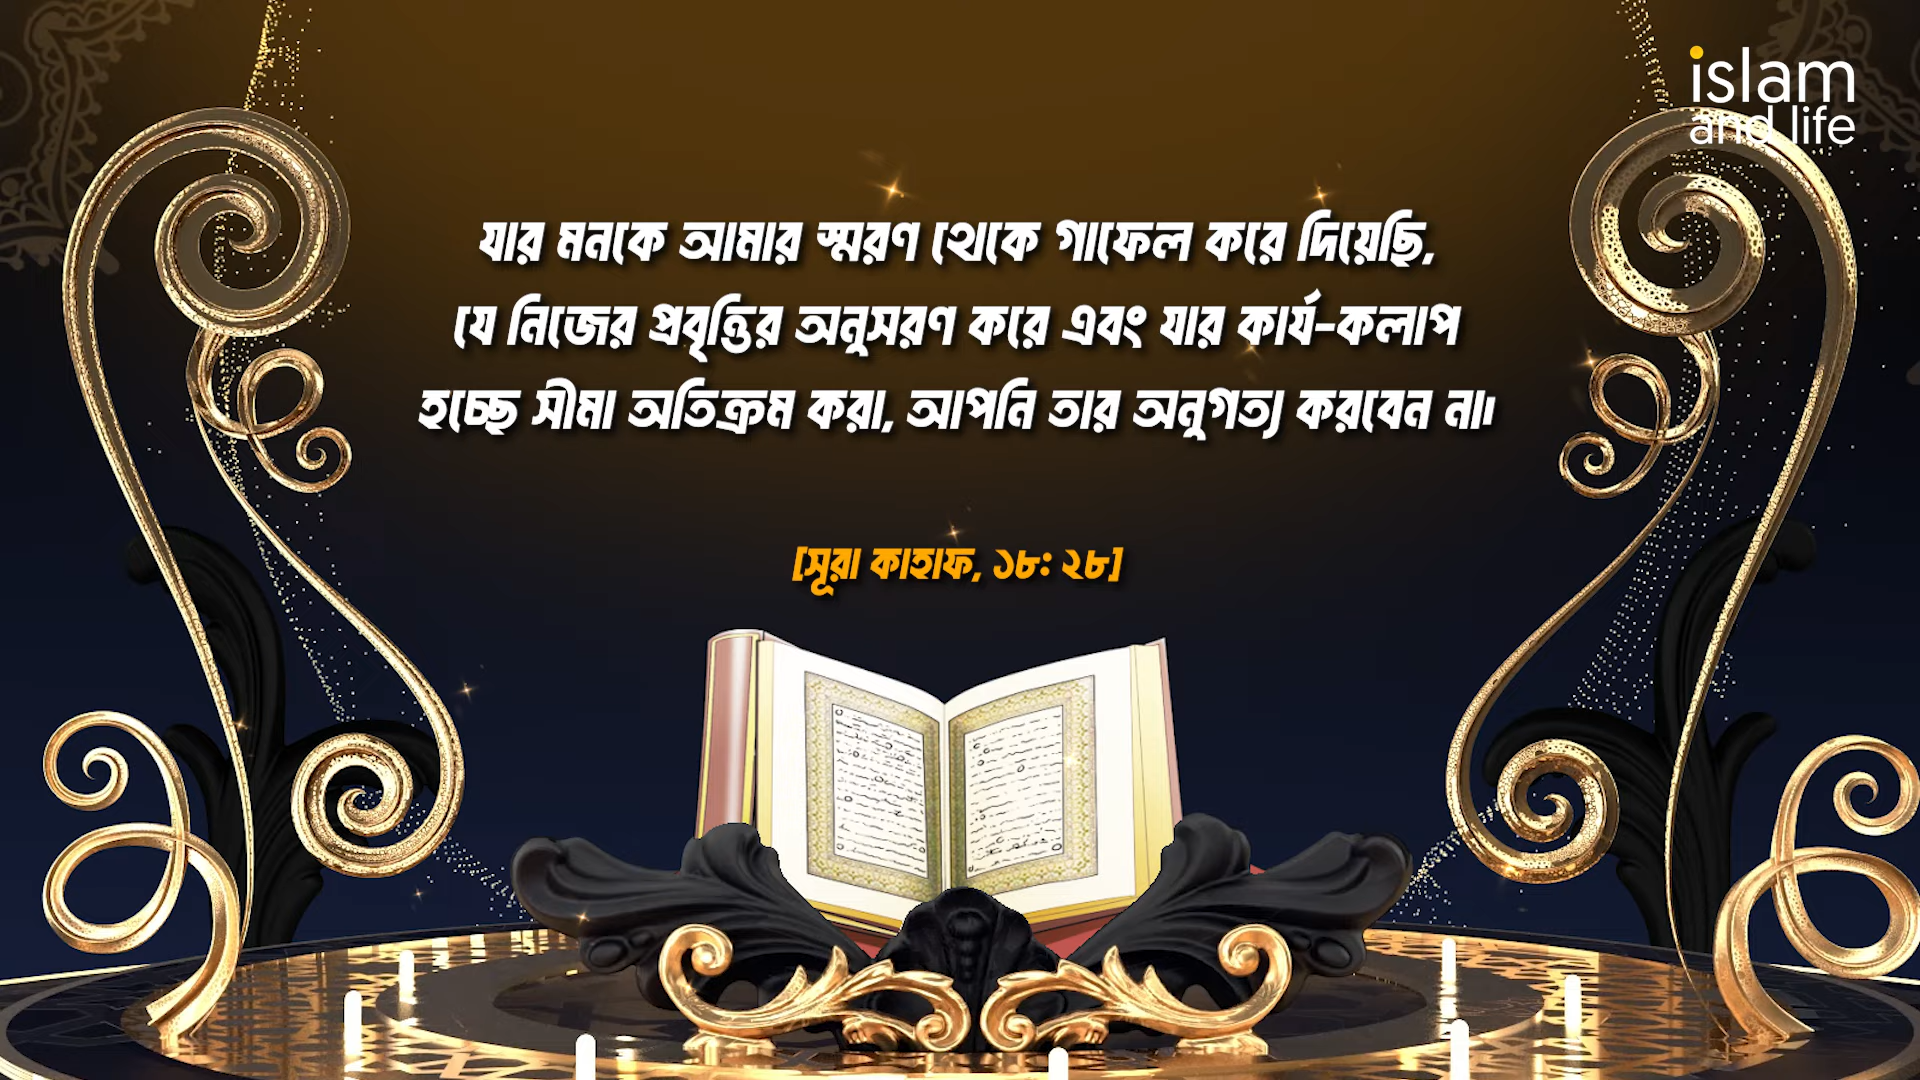 islam
and life
যার মনকে আমার স্মরণ থেকে গাফেল করে দিয়েছি,
যে নিজের প্রবৃত্তির অনুসরণ করে এবং যার কার্য-কলাপ
হচ্ছে সীমা অতিক্রম করা, আপনি তার অনুগত্য করবেন না।
[সূরা কাহাফ, ১৮: ২৮]